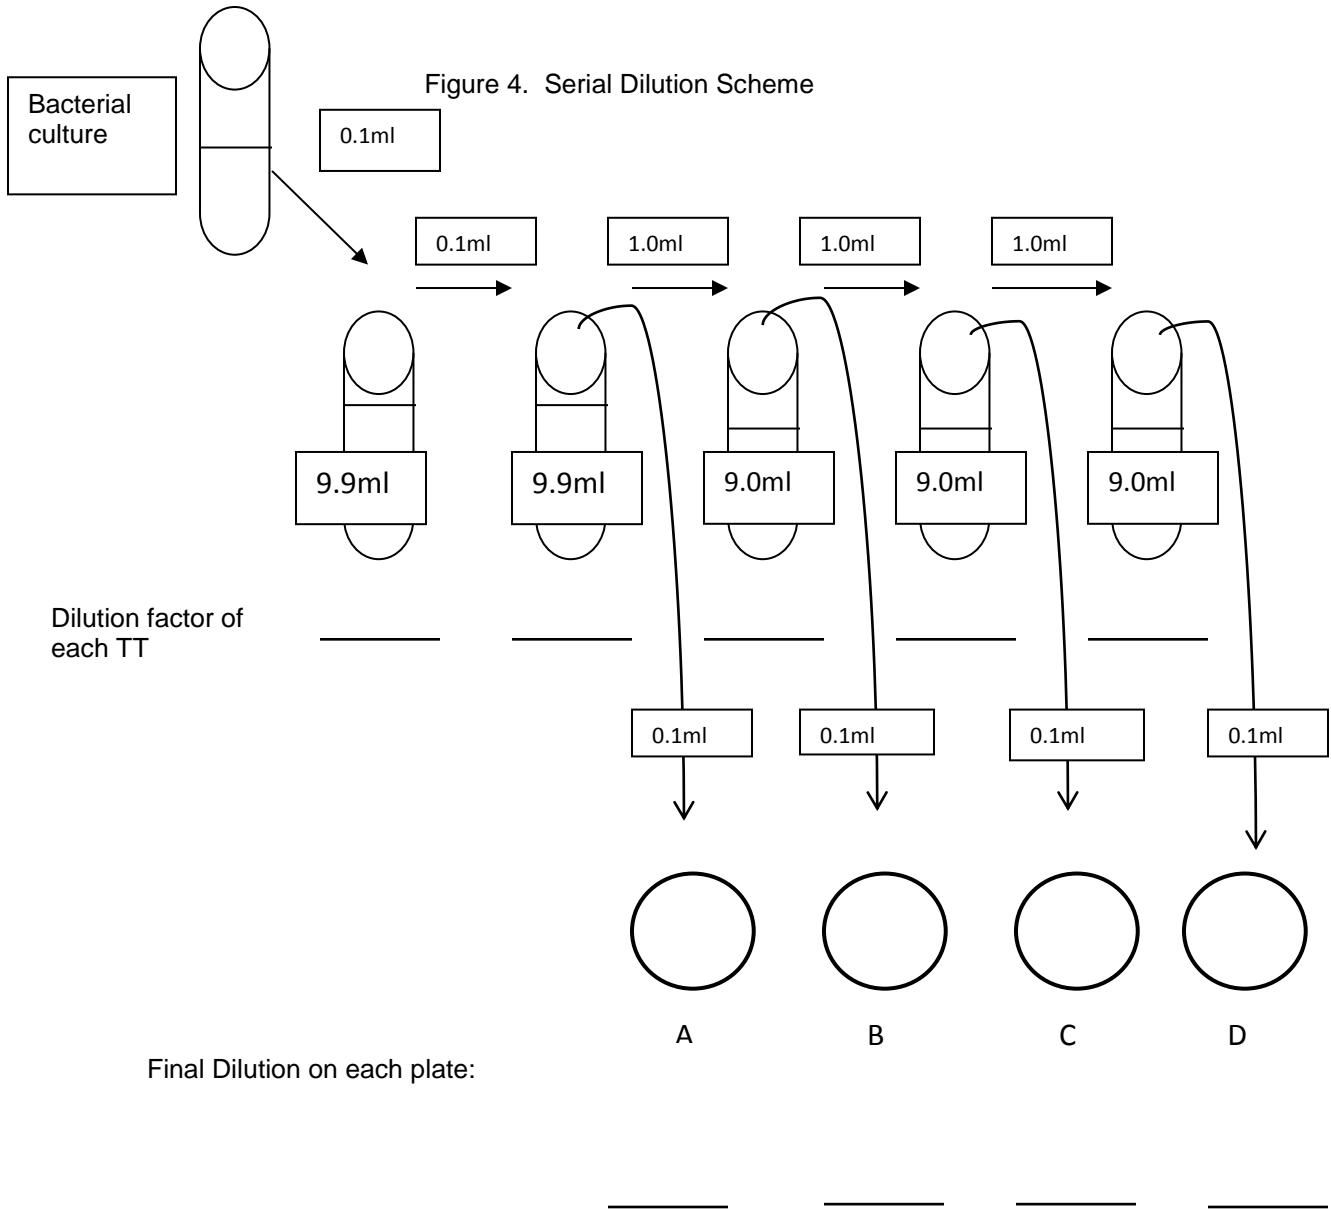 Figure 4.  Serial Dilution Scheme
Bacterial
culture
0.1ml
0.1ml
1.0ml
1.0ml
1.0ml
9.9ml
9.9ml
9.0ml
9.0ml
9.0ml
Dilution factor of
each TT
0.1ml
0.1ml
0.1ml
0.1ml
A
B
C
D
Final Dilution on each plate: